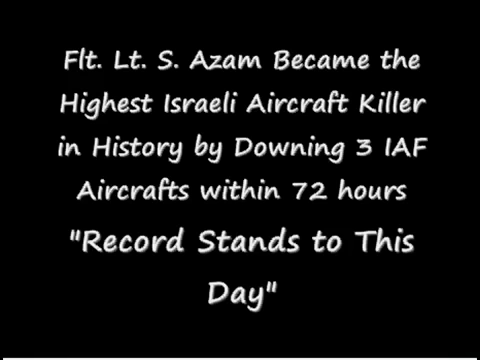 Flt. Lt. S. Azam Became the
Highest Israeli Aircraft Killer
in History by Downing 3 IAF
Aircrafts within 72 hours
"Record Stands to This
Day"